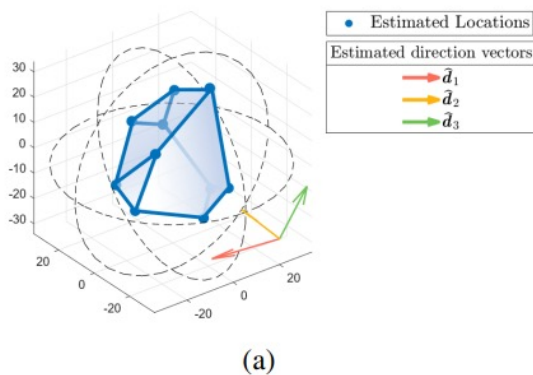 Estimated Locations
Estimated direction vectors
d̂₁
d̂₂
d̂₃
30
20
10
0
-10
-20
-30
20
0
-20
-20
0
20
(a)